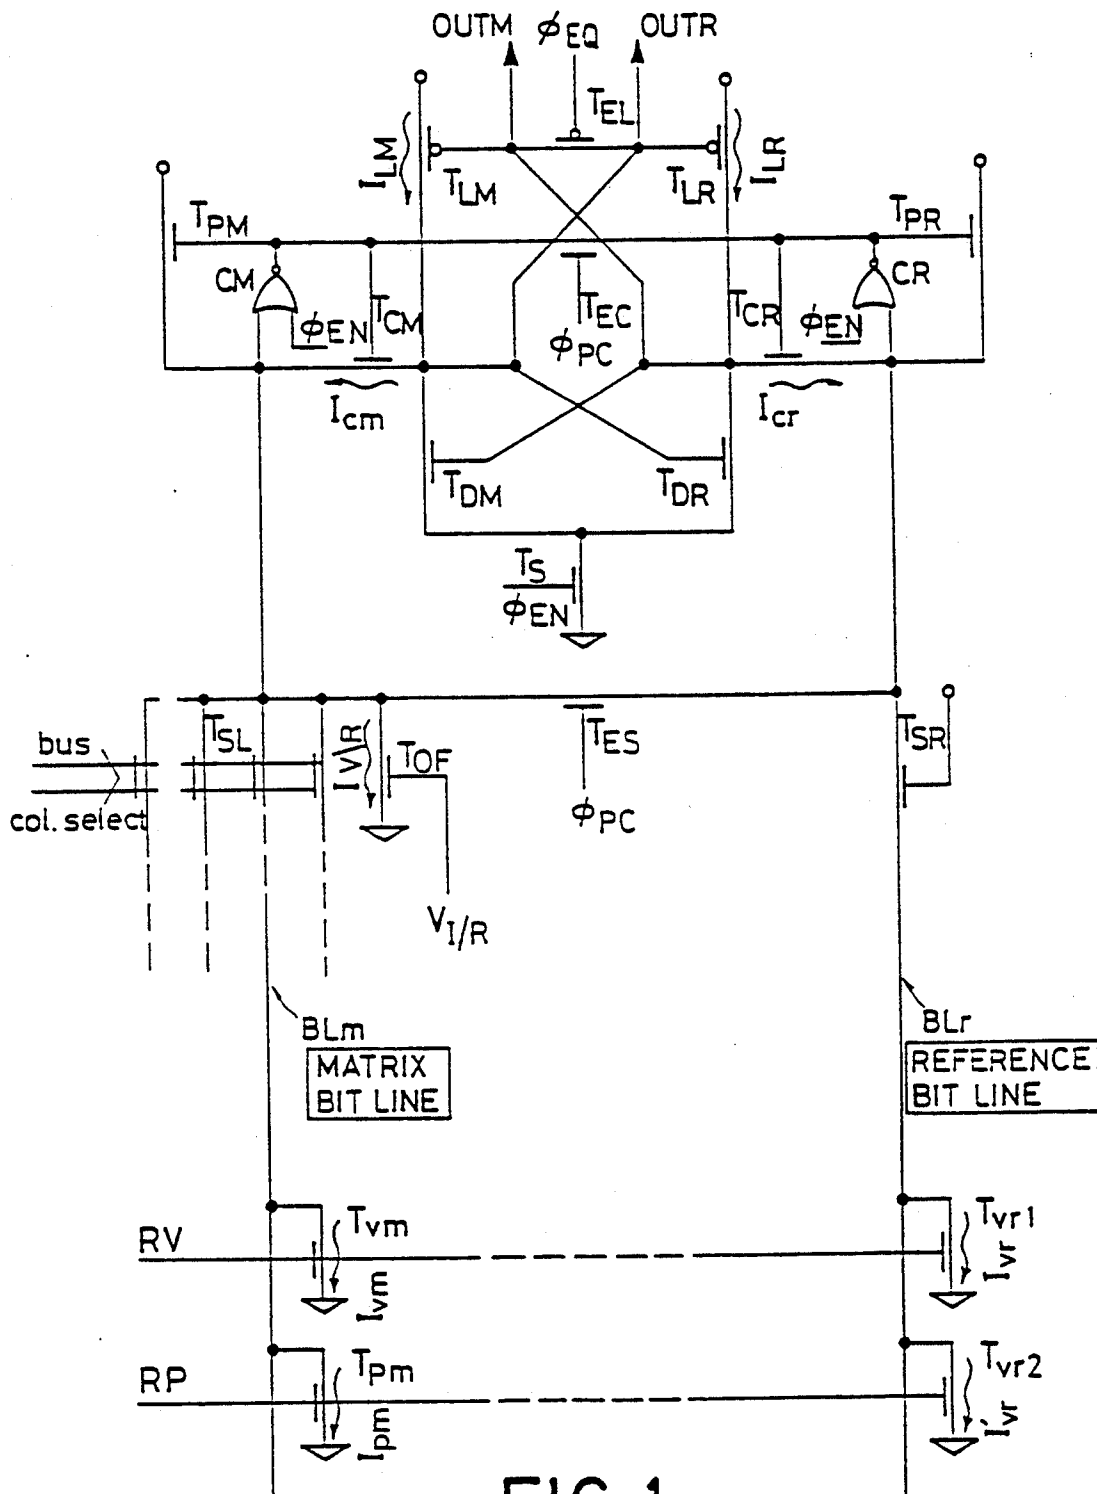 OUTM
ϕEQ
OUTR
TEL
ILM
TLM
TLR
ILR
TPM
TPR
CM
CR
TCM
TEC
TCR
ϕEN
ϕPC
ϕEN
Icm
Icr
TDM
TDR
TS
ϕEN
bus
TSL
IV/R
TOF
TES
TSR
col. select
ϕPC
VI/R
BLm
BLr
MATRIX
BIT LINE
REFERENCE
BIT LINE
RV
Tvm
Ivm
Tvr1
Ivr
RP
TPm
Ipm
Tvr2
I'vr
FIG.1